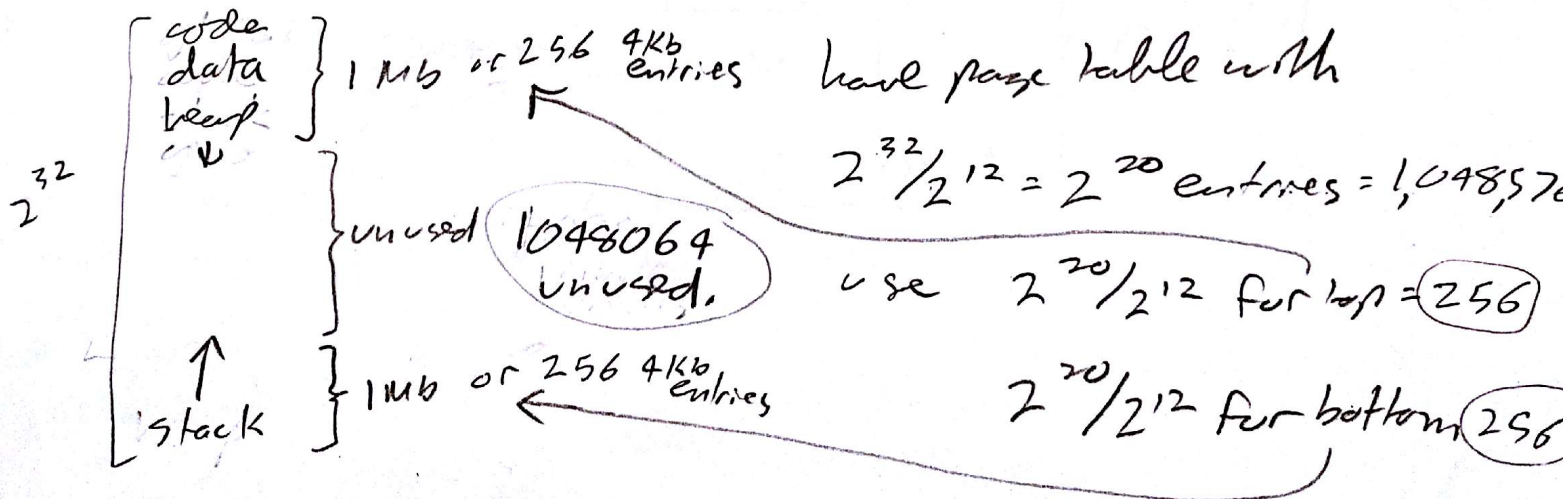 code
data
heap
} 1 Mb or 256 4Kb entries
2^32
} unused 1048064
unused.
stack
} 1Mb or 256 4Kb entries
have page table with
2^32/2^12 = 2^20 entries = 1,048,576
use 2^20/2^12 for top = 256
2^20/2^12 for bottom 256